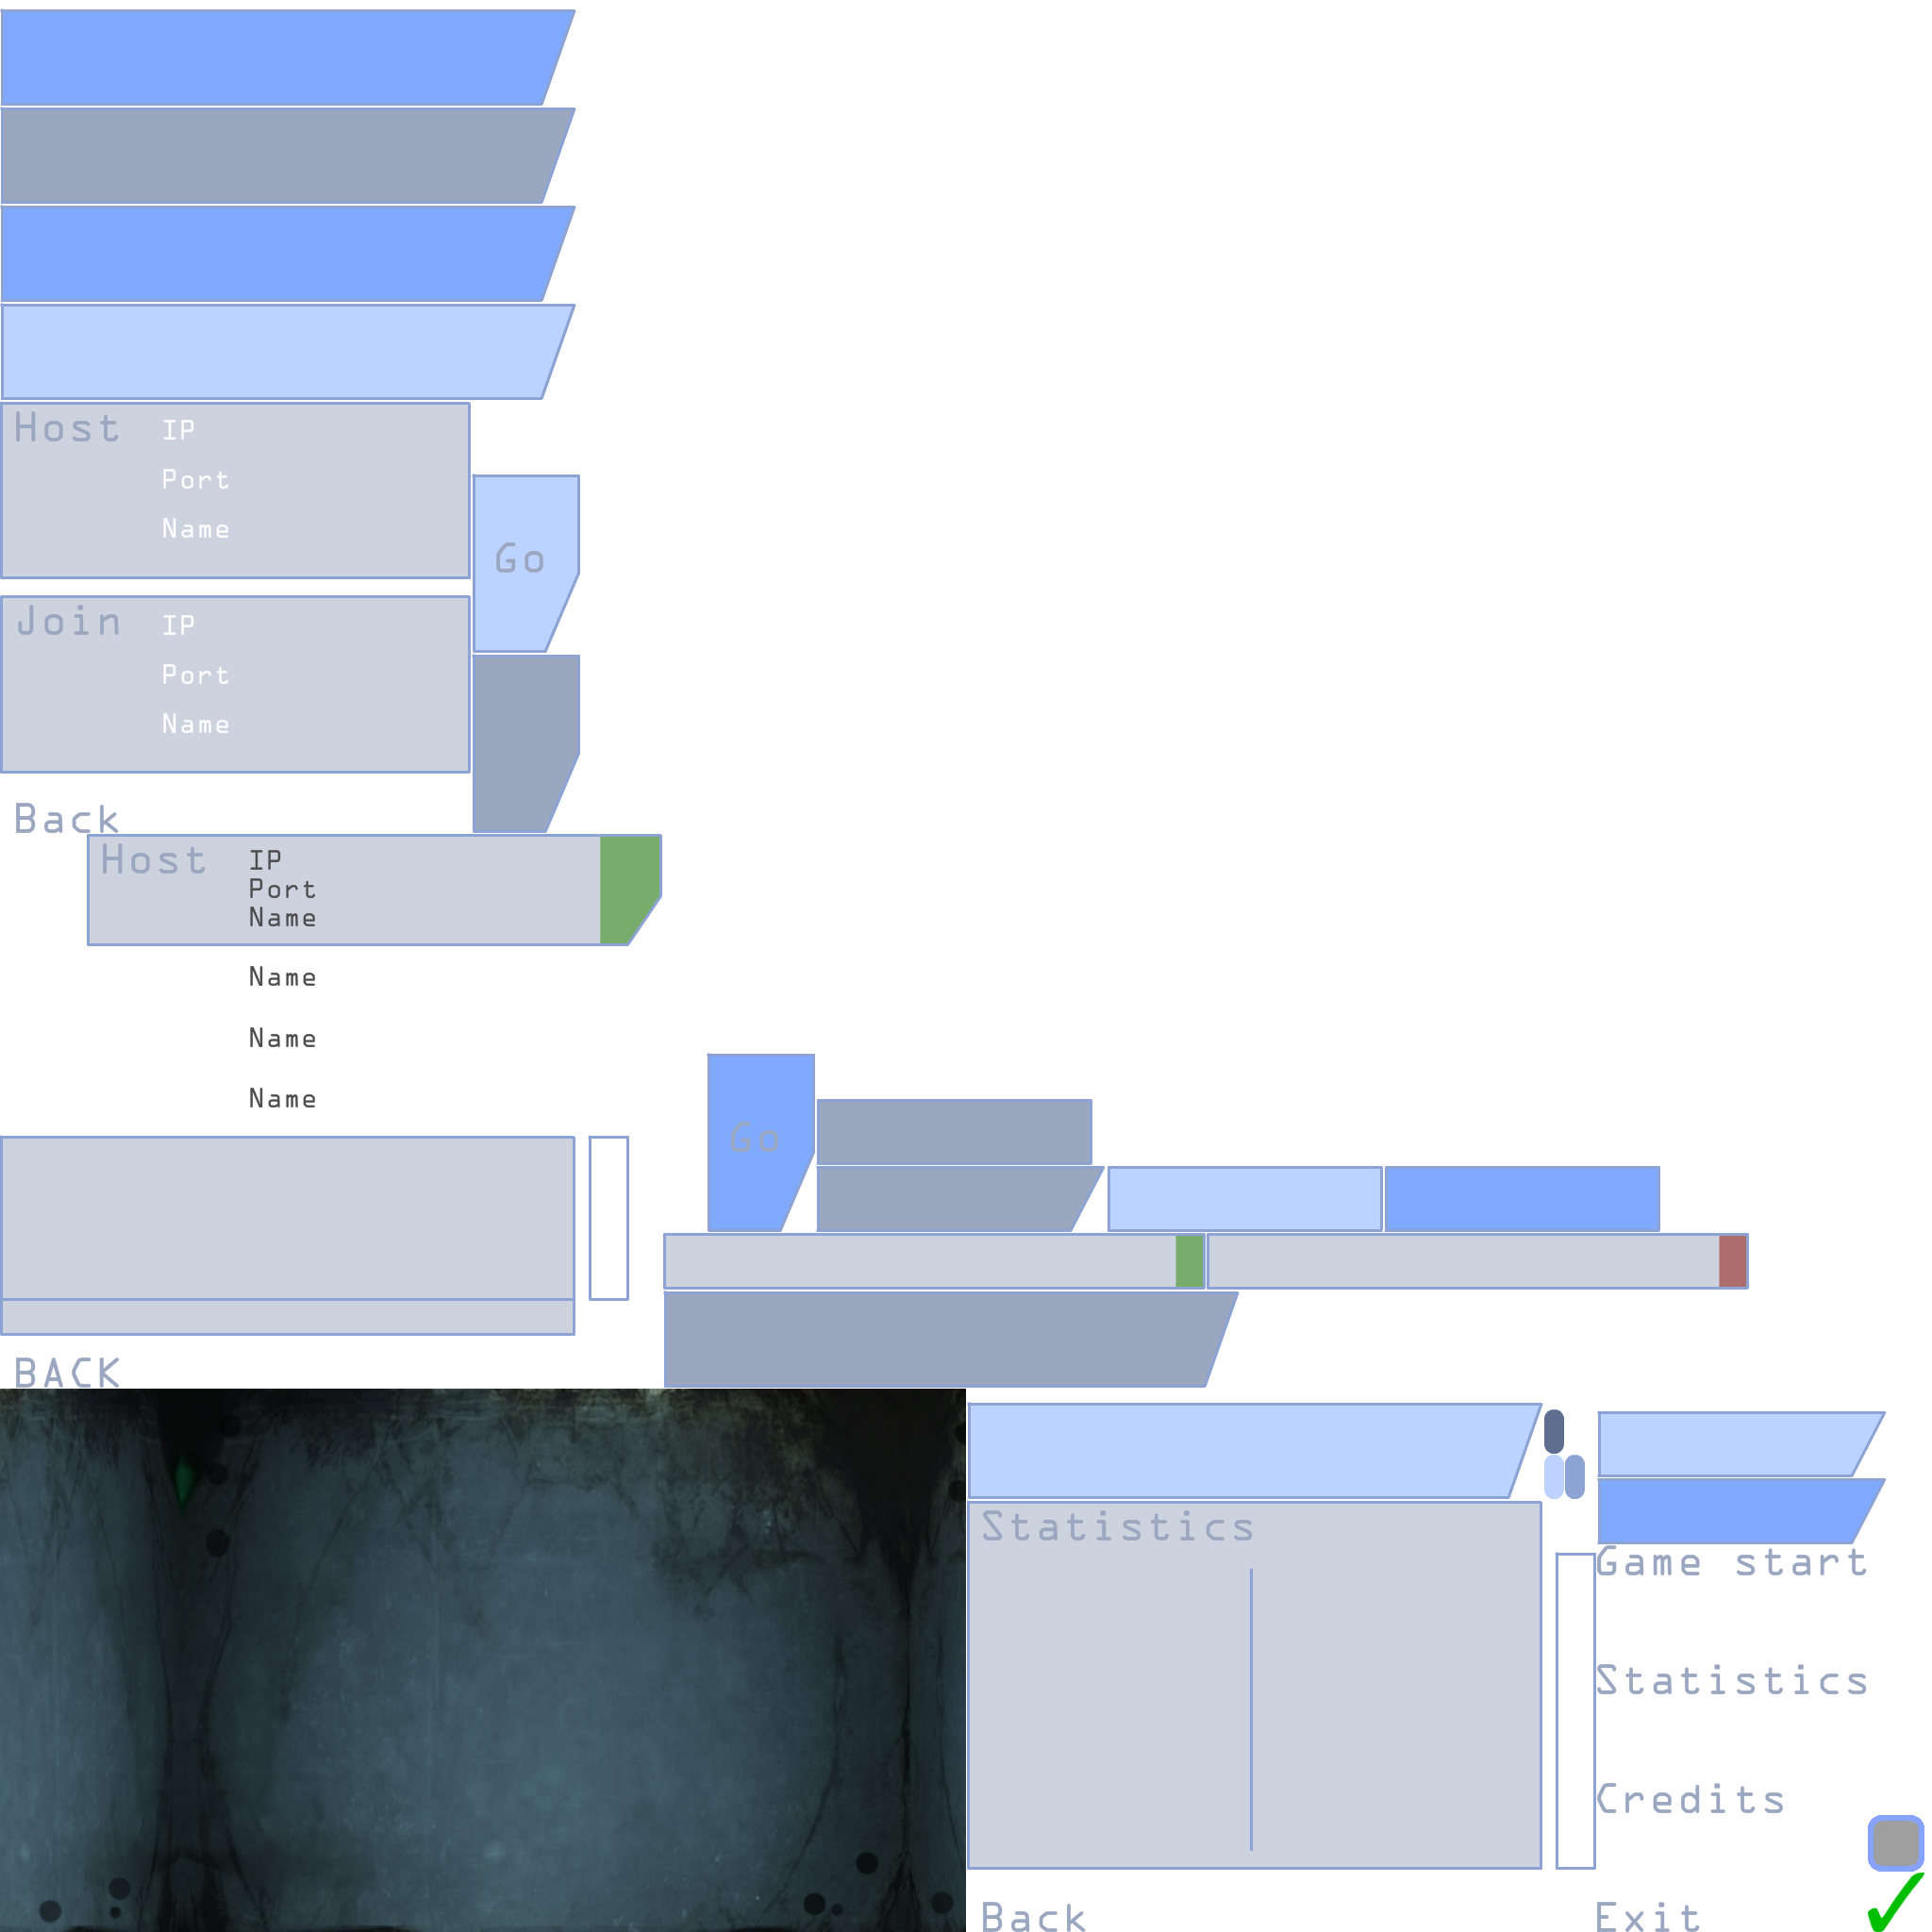 Host
IP
Port
Name
Go
Join
IP
Port
Name
Back
Host
IP
Port
Name
Name
Name
Name
Go
BACK
Statistics
Game start
Statistics
Credits
Back
Exit